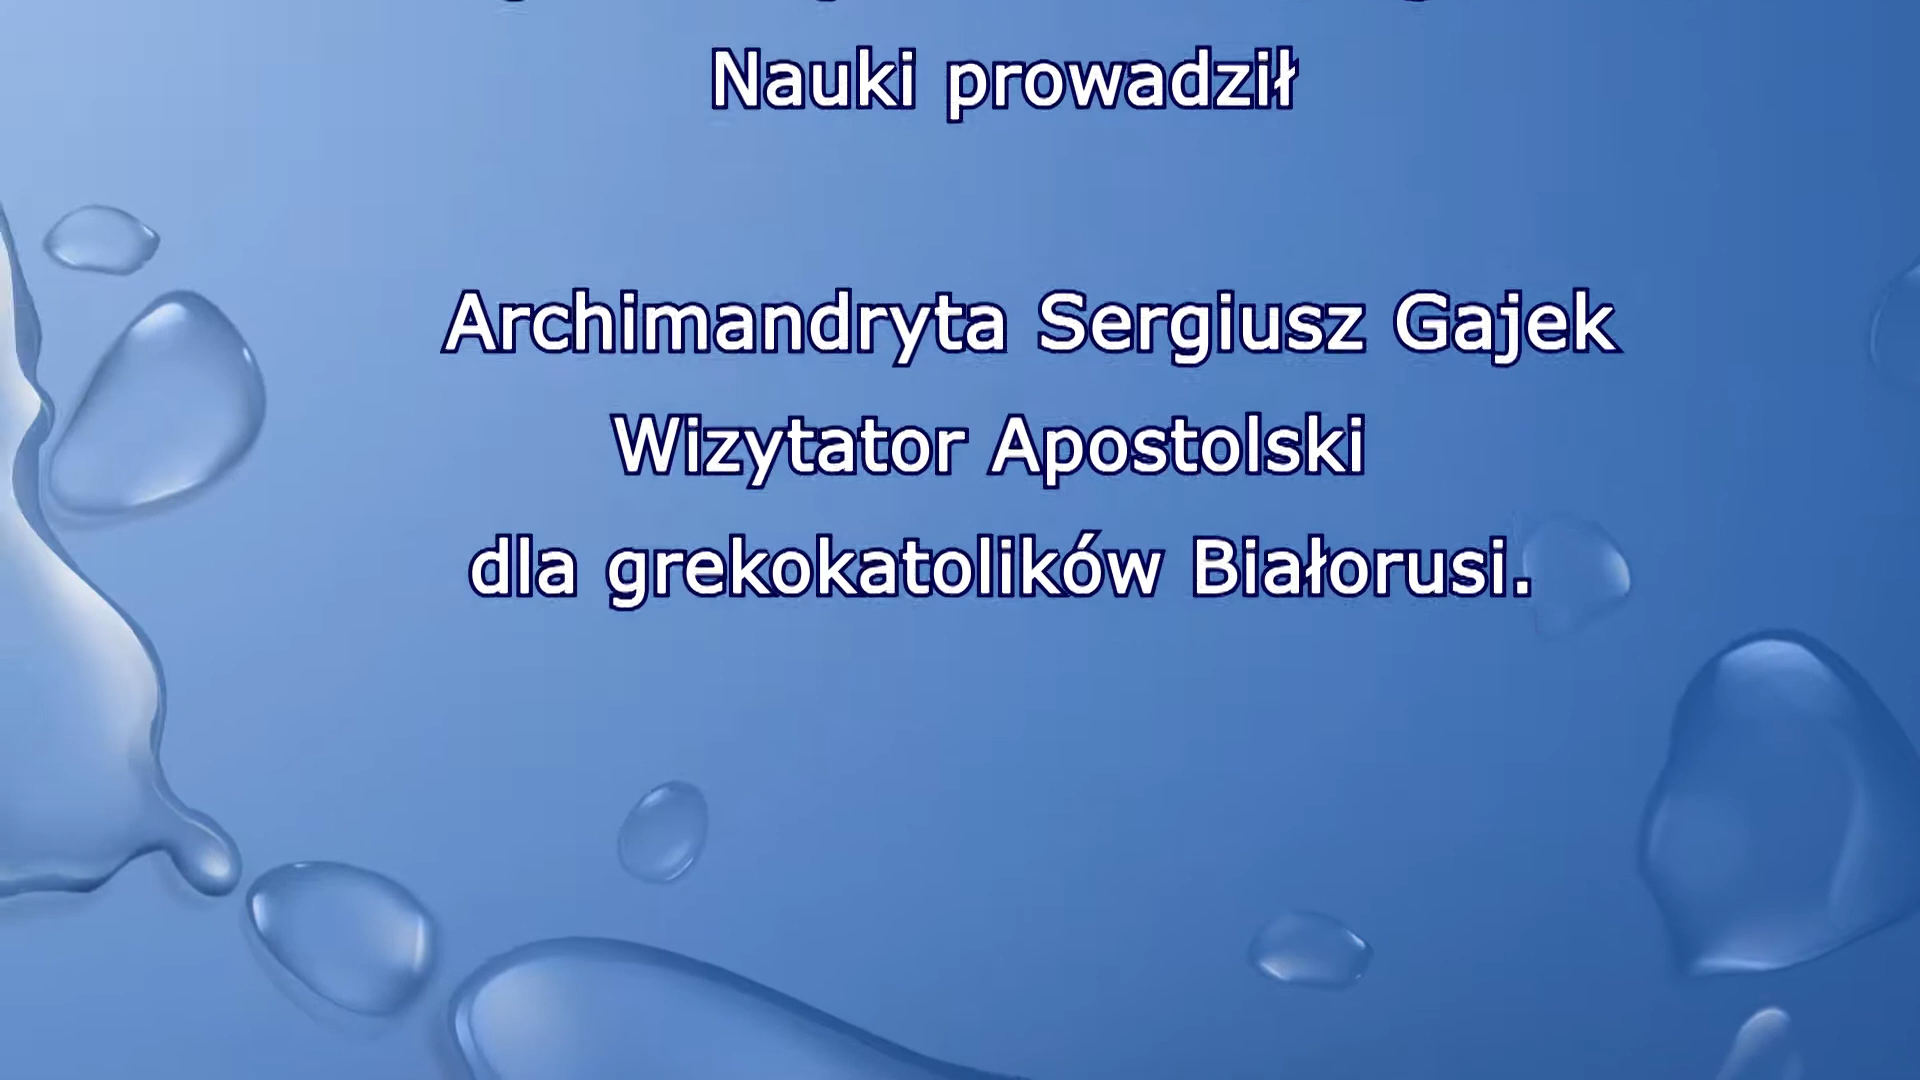 Nauki prowadził
Archimandryta Sergiusz Gajek
Wizytator Apostolski
dla grekokatolików Białorusi.